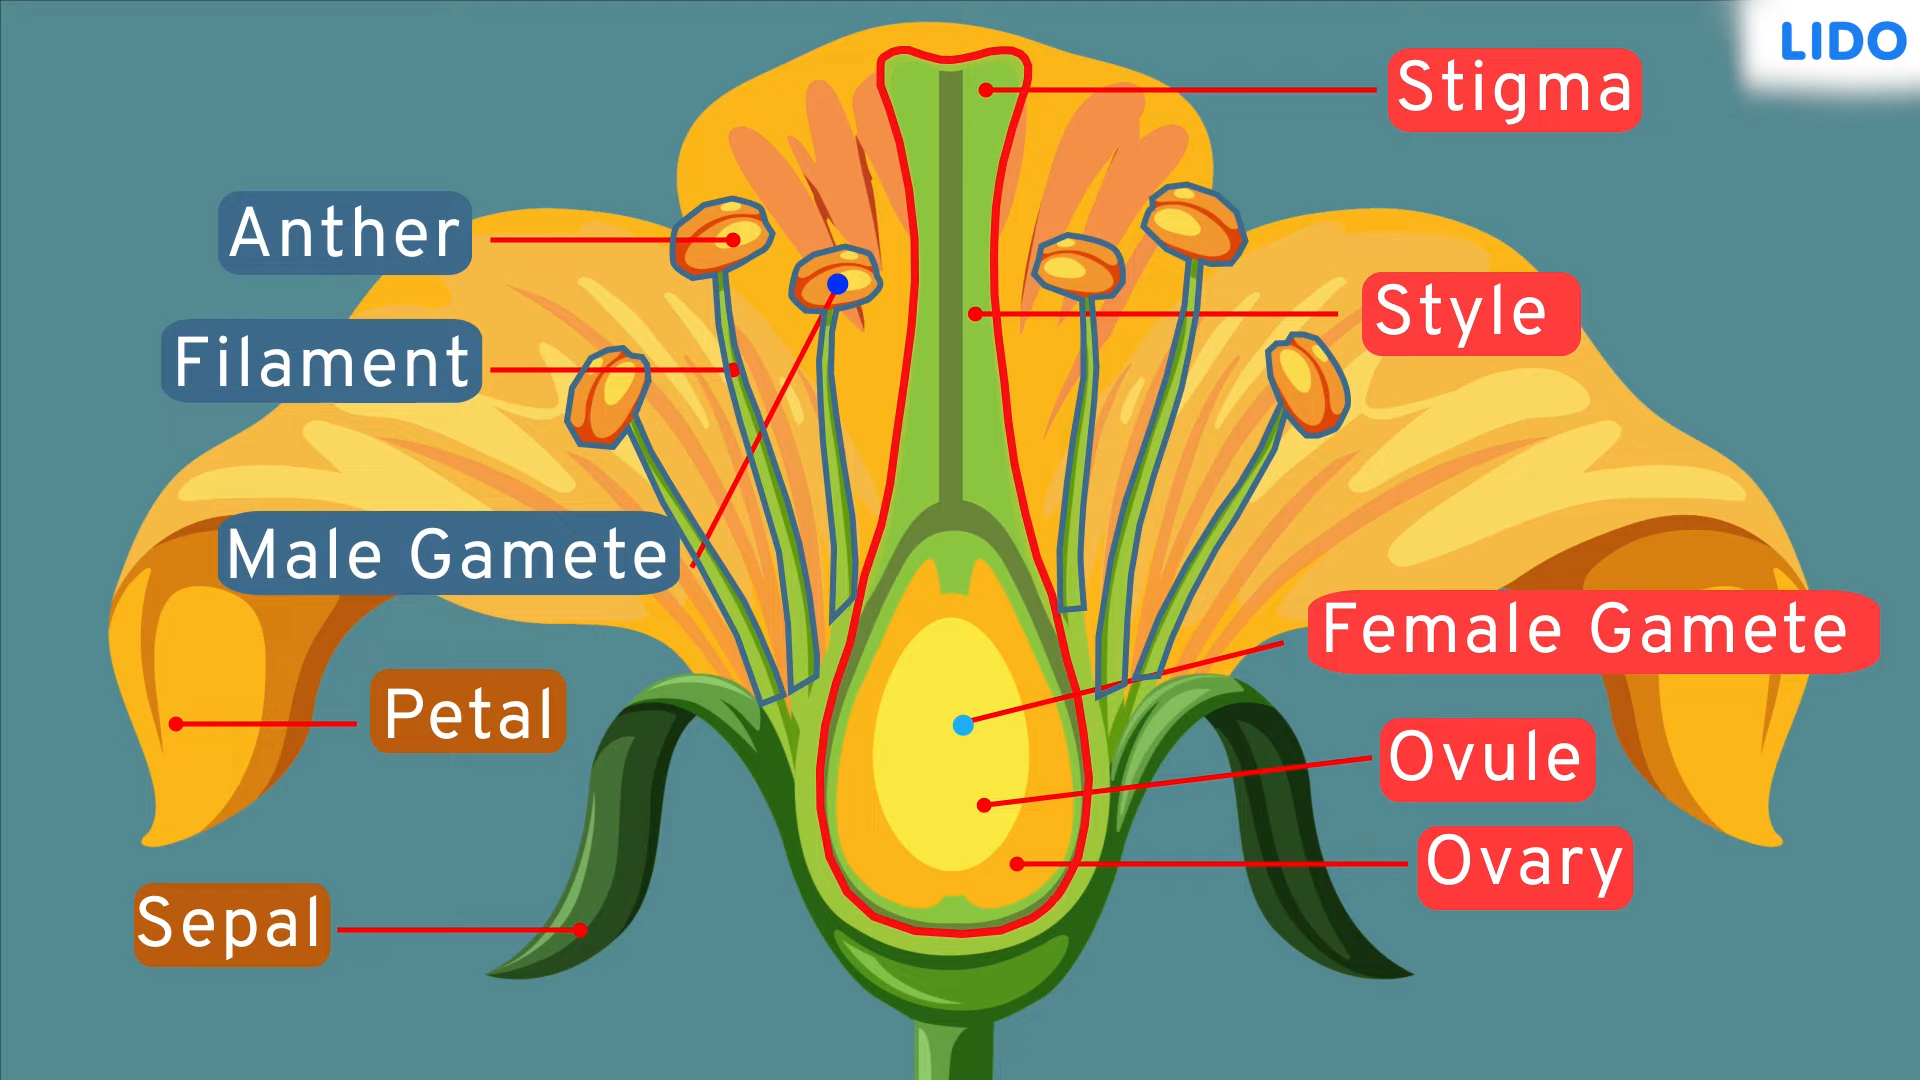 LIDO
Stigma
Anther
Style
Filament
Male Gamete
Female Gamete
Petal
Ovule
Ovary
Sepal